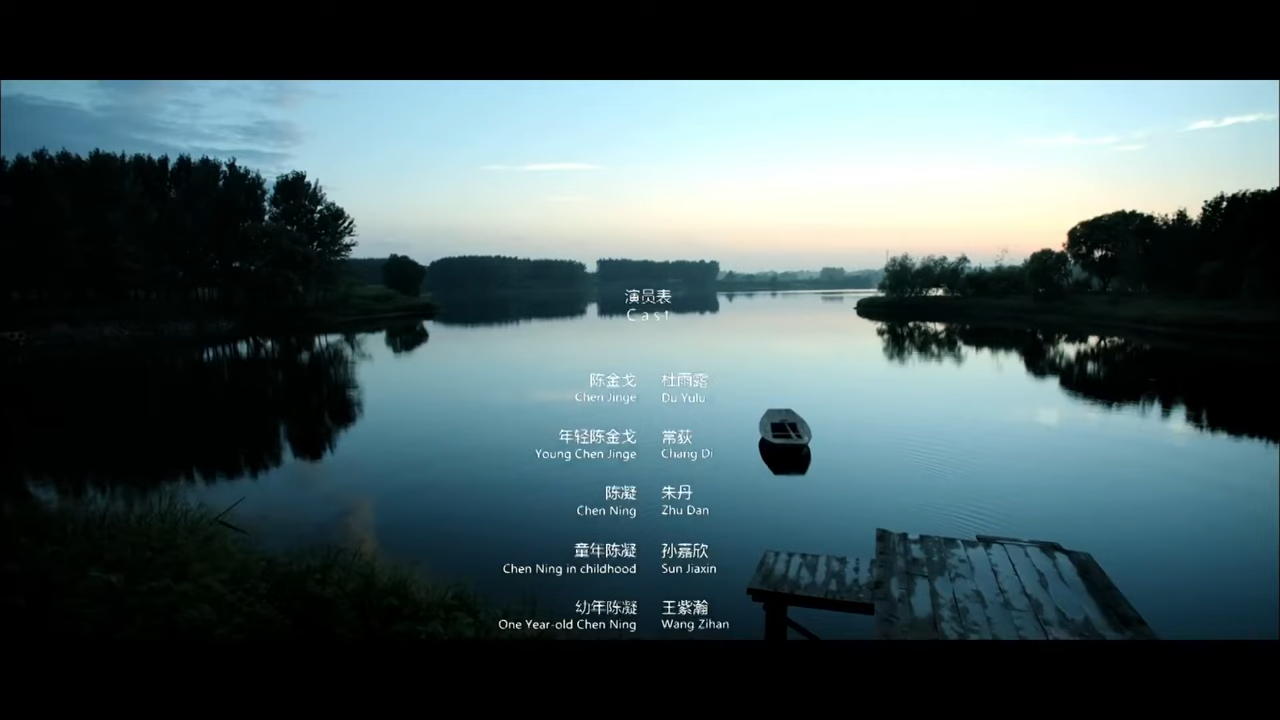 演员表
Cast
陈金戈 杜雨露
Chen Jinge Du Yulu
年轻陈金戈 常荻
Young Chen Jinge Chang Di
陈凝 朱丹
Chen Ning Zhu Dan
童年陈凝 孙嘉欣
Chen Ning in childhood Sun Jiaxin
幼年陈凝 王紫瀚
One Year-old Chen Ning Wang Zihan